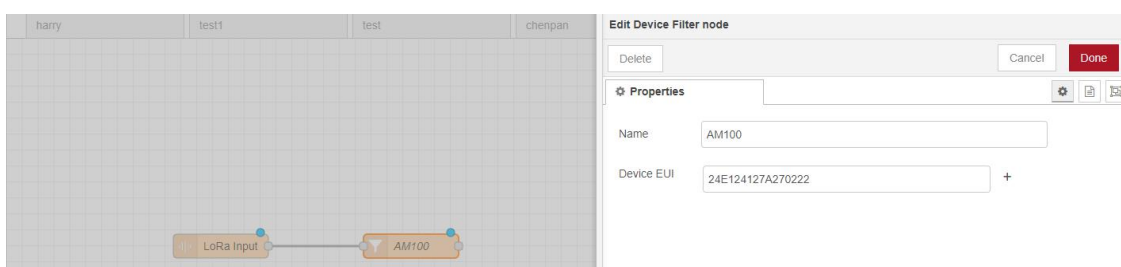 harry test1 test chenpan
Edit Device Filter node
Delete Cancel Done
Properties
Name AM100
Device EUI 24E124127A270222 +
LoRa Input AM100